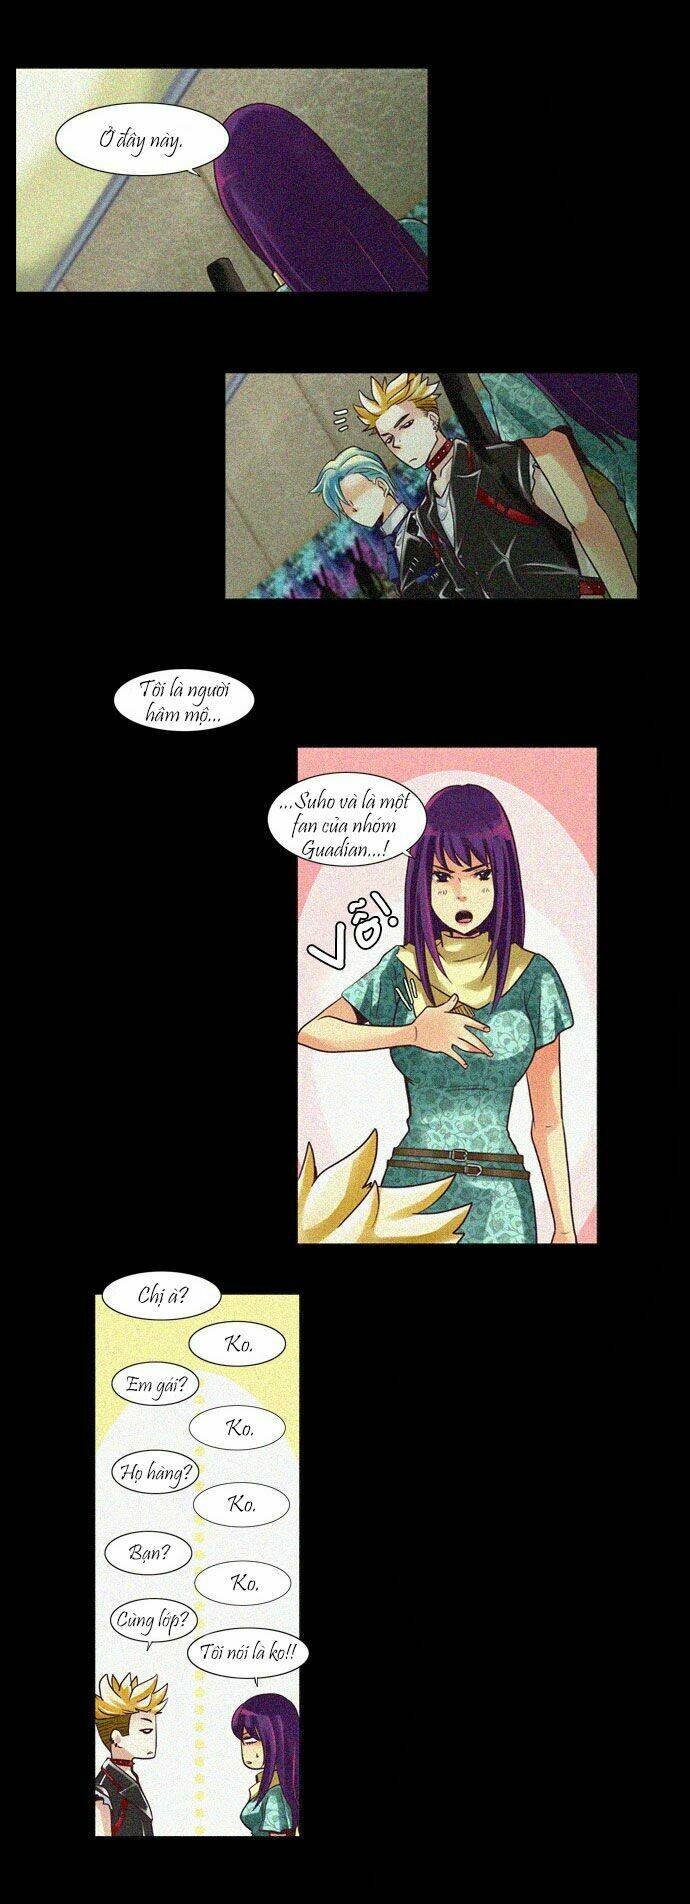 Ở đây này.
Tôi là người
hâm mộ...
...Suho và là một
fan của nhóm
Guadian...!
Vỗ!
Chị à?
Ko.
Em gái?
Ko.
Họ hàng?
Ko.
Bạn?
Ko.
Cùng lớp?
Tôi nói là ko!!